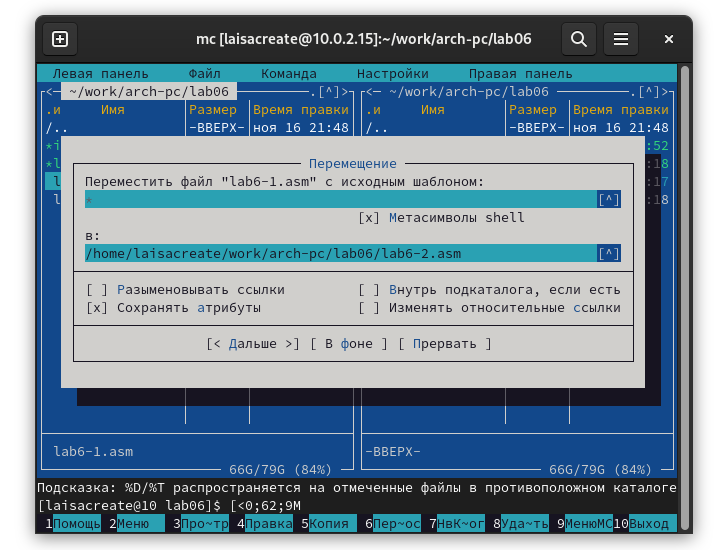 mc [laisacreate@10.0.2.15]:~/work/arch-pc/lab06
Левая панель Файл Команда Настройки Правая панель
<─ ~/work/arch-pc/lab06 ─.[^]> <─ ~/work/arch-pc/lab06 ─.[^]>
.и Имя Размер Время правки .и Имя Размер Время правки
/.. -ВВЕРХ- ноя 16 21:48 /.. -ВВЕРХ- ноя 16 21:48
*i :52
*l :18
l :17
l :18
Перемещение
Переместить файл "lab6-1.asm" с исходным шаблоном:
* [^]
[x] Метасимволы shell
в:
/home/laisacreate/work/arch-pc/lab06/lab6-2.asm [^]
[ ] Разыменовывать ссылки [ ] Внутрь подкаталога, если есть
[x] Сохранять атрибуты [ ] Изменять относительные ссылки
[< Дальше >] [ В фоне ] [ Прервать ]
lab6-1.asm -ВВЕРХ-
66G/79G (84%) 66G/79G (84%)
Подсказка: %D/%T распространяется на отмеченные файлы в противоположном каталоге
[laisacreate@10 lab06]$ [<0;62;9M
1Помощь 2Меню 3Про~тр 4Правка 5Копия 6Пер~ос 7НвК~ог 8Уда~ть 9МенюMC 10Выход